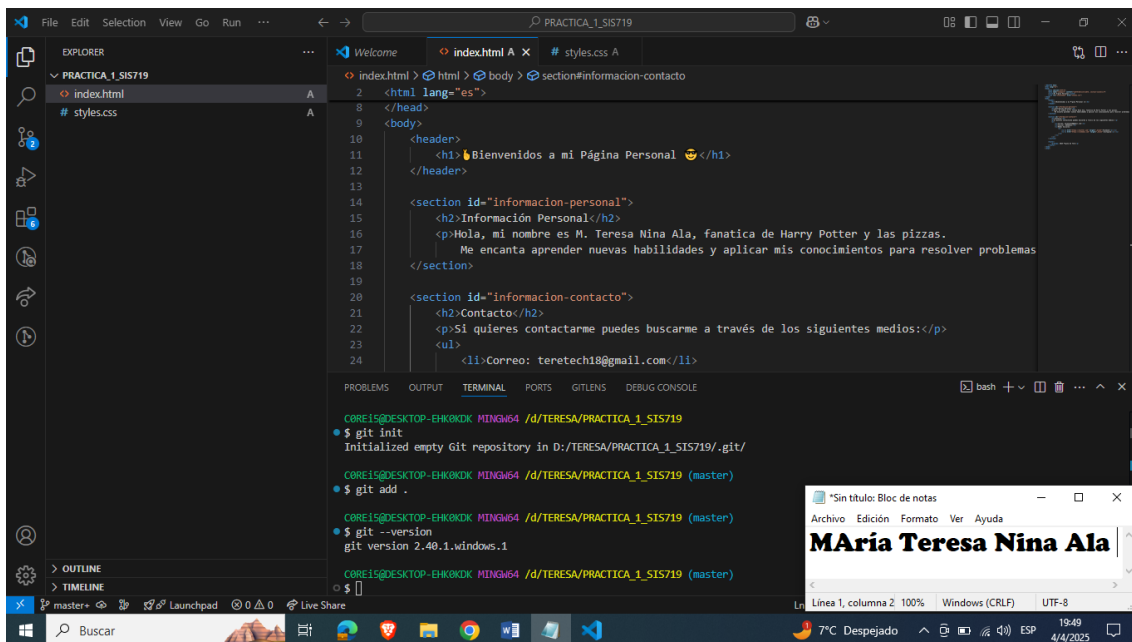 File Edit Selection View Go Run ··· PRACTICA_1_SIS719
EXPLORER ···
PRACTICA_1_SIS719
index.html A
styles.css A
Welcome index.html A # styles.css A
index.html > html > body > section#informacion-contacto
2 <html lang="es">
8 </head>
9 <body>
10 <header>
11 <h1>🖕Bienvenidos a mi Página Personal 😎</h1>
12 </header>
13
14 <section id="informacion-personal">
15 <h2>Información Personal</h2>
16 <p>Hola, mi nombre es M. Teresa Nina Ala, fanatica de Harry Potter y las pizzas.
17 Me encanta aprender nuevas habilidades y aplicar mis conocimientos para resolver problemas
18 </section>
19
20 <section id="informacion-contacto">
21 <h2>Contacto</h2>
22 <p>Si quieres contactarme puedes buscarme a través de los siguientes medios:</p>
23 <ul>
24 <li>Correo: teretech18@gmail.com</li>
PROBLEMS OUTPUT TERMINAL PORTS GITLENS DEBUG CONSOLE bash
C0REi5@DESKTOP-EHK0KDK MINGW64 /d/TERESA/PRACTICA_1_SIS719
$ git init
Initialized empty Git repository in D:/TERESA/PRACTICA_1_SIS719/.git/
C0REi5@DESKTOP-EHK0KDK MINGW64 /d/TERESA/PRACTICA_1_SIS719 (master)
$ git add .
C0REi5@DESKTOP-EHK0KDK MINGW64 /d/TERESA/PRACTICA_1_SIS719 (master)
$ git --version
git version 2.40.1.windows.1
C0REi5@DESKTOP-EHK0KDK MINGW64 /d/TERESA/PRACTICA_1_SIS719 (master)
$
*Sin título: Bloc de notas
Archivo Edición Formato Ver Ayuda
MAría Teresa Nina Ala
Línea 1, columna 2 100% Windows (CRLF) UTF-8
2
6
OUTLINE
TIMELINE
master+ Launchpad 0 0 0 Live Share Ln
Buscar
7°C Despejado ESP 19:49
4/4/2025